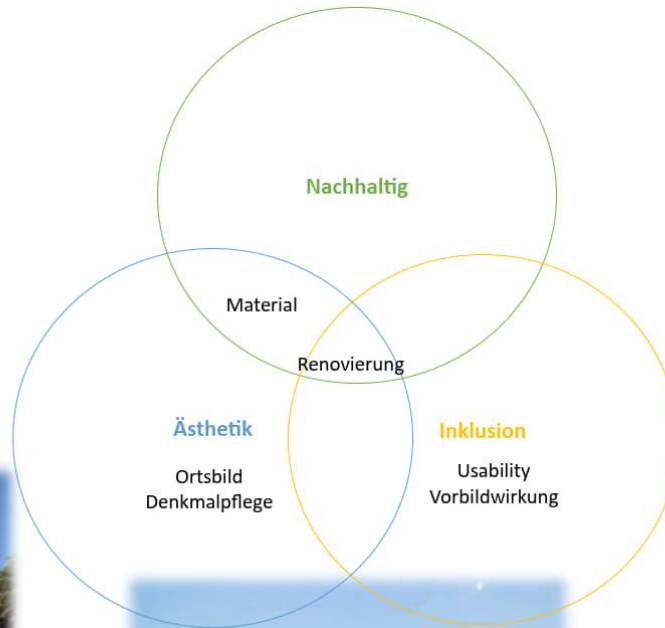 Nachhaltig
Material
Renovierung
Ästhetik
Ortsbild
Denkmalpflege
Inklusion
Usability
Vorbildwirkung